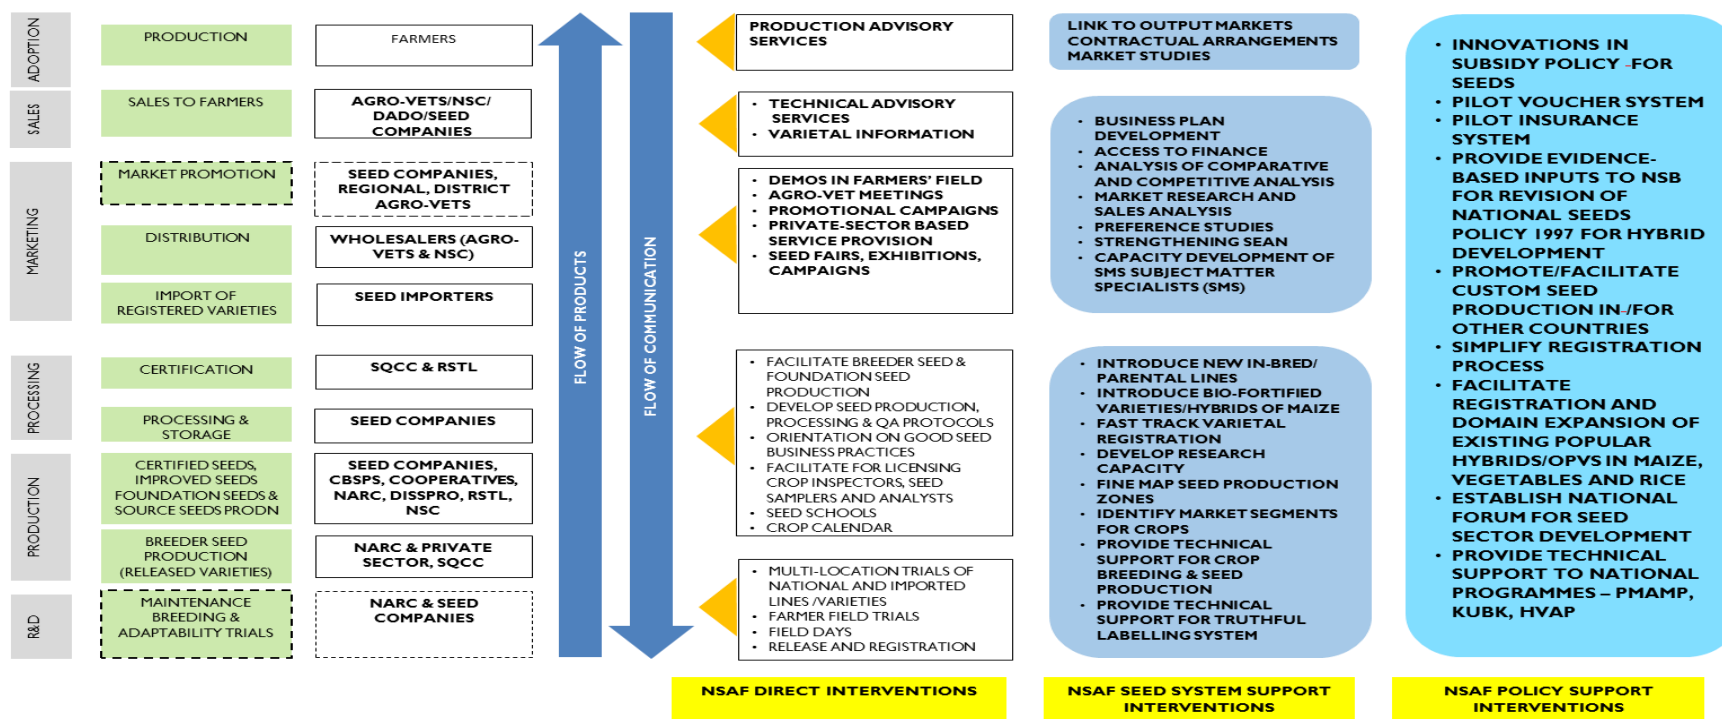 ADOPTION
PRODUCTION
FARMERS
SALES
SALES TO FARMERS
AGRO-VETS/NSC/
DADO/SEED
COMPANIES
MARKETING
MARKET PROMOTION
SEED COMPANIES,
REGIONAL, DISTRICT
AGRO-VETS
DISTRIBUTION
WHOLESALERS (AGRO-
VETS & NSC)
IMPORT OF
REGISTERED VARIETIES
SEED IMPORTERS
PROCESSING
CERTIFICATION
SQCC & RSTL
PROCESSING &
STORAGE
SEED COMPANIES
PRODUCTION
CERTIFIED SEEDS,
IMPROVED SEEDS
FOUNDATION SEEDS &
SOURCE SEEDS PRODN
SEED COMPANIES,
CBSPS, COOPERATIVES,
NARC, DISSPRO, RSTL,
NSC
BREEDER SEED
PRODUCTION
(RELEASED VARIETIES)
NARC & PRIVATE
SECTOR, SQCC
R&D
MAINTENANCE
BREEDING &
ADAPTABILITY TRIALS
NARC & SEED
COMPANIES
FLOW OF PRODUCTS
FLOW OF COMMUNICATION
PRODUCTION ADVISORY
SERVICES
• TECHNICAL ADVISORY
SERVICES
• VARIETAL INFORMATION
• DEMOS IN FARMERS' FIELD
• AGRO-VET MEETINGS
• PROMOTIONAL CAMPAIGNS
• PRIVATE-SECTOR BASED
SERVICE PROVISION
• SEED FAIRS, EXHIBITIONS,
CAMPAIGNS
• FACILITATE BREEDER SEED &
FOUNDATION SEED
PRODUCTION
• DEVELOP SEED PRODUCTION,
PROCESSING & QA PROTOCOLS
• ORIENTATION ON GOOD SEED
BUSINESS PRACTICES
• FACILITATE FOR LICENSING
CROP INSPECTORS, SEED
SAMPLERS AND ANALYSTS
• SEED SCHOOLS
• CROP CALENDAR
• MULTI-LOCATION TRIALS OF
NATIONAL AND IMPORTED
LINES /VARIETIES
• FARMER FIELD TRIALS
• FIELD DAYS
• RELEASE AND REGISTRATION
NSAF DIRECT INTERVENTIONS
LINK TO OUTPUT MARKETS
CONTRACTUAL ARRANGEMENTS
MARKET STUDIES
• BUSINESS PLAN
DEVELOPMENT
• ACCESS TO FINANCE
• ANALYSIS OF COMPARATIVE
AND COMPETITIVE ANALYSIS
• MARKET RESEARCH AND
SALES ANALYSIS
• PREFERENCE STUDIES
• STRENGTHENING SEAN
• CAPACITY DEVELOPMENT OF
SMS SUBJECT MATTER
SPECIALISTS (SMS)
• INTRODUCE NEW IN-BRED/
PARENTAL LINES
• INTRODUCE BIO-FORTIFIED
VARIETIES/HYBRIDS OF MAIZE
• FAST TRACK VARIETAL
REGISTRATION
• DEVELOP RESEARCH
CAPACITY
• FINE MAP SEED PRODUCTION
ZONES
• IDENTIFY MARKET SEGMENTS
FOR CROPS
• PROVIDE TECHNICAL
SUPPORT FOR CROP
BREEDING & SEED
PRODUCTION
• PROVIDE TECHNICAL
SUPPORT FOR TRUTHFUL
LABELLING SYSTEM
NSAF SEED SYSTEM SUPPORT
INTERVENTIONS
• INNOVATIONS IN
SUBSIDY POLICY -FOR
SEEDS
• PILOT VOUCHER SYSTEM
• PILOT INSURANCE
SYSTEM
• PROVIDE EVIDENCE-
BASED INPUTS TO NSB
FOR REVISION OF
NATIONAL SEEDS
POLICY 1997 FOR HYBRID
DEVELOPMENT
• PROMOTE/FACILITATE
CUSTOM SEED
PRODUCTION IN-/FOR
OTHER COUNTRIES
• SIMPLIFY REGISTRATION
PROCESS
• FACILITATE
REGISTRATION AND
DOMAIN EXPANSION OF
EXISTING POPULAR
HYBRIDS/OPVS IN MAIZE,
VEGETABLES AND RICE
• ESTABLISH NATIONAL
FORUM FOR SEED
SECTOR DEVELOPMENT
• PROVIDE TECHNICAL
SUPPORT TO NATIONAL
PROGRAMMES – PMAMP,
KUBK, HVAP
NSAF POLICY SUPPORT
INTERVENTIONS